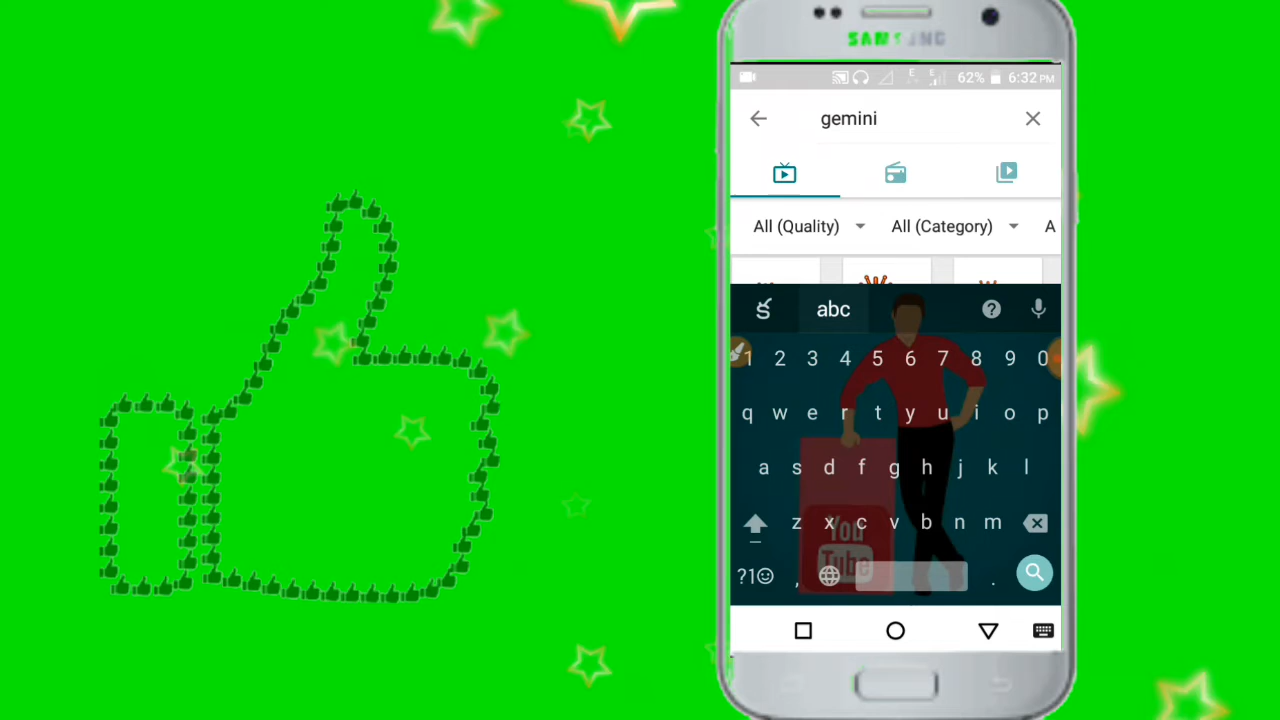 SAMSUNG
E E 62% 6:32 PM
gemini
All (Quality) All (Category) A
abc
1 2 3 4 5 6 7 8 9 0
q w e r t y u i o p
a s d f g h j k l
z x c v b n m
You
Tube
?1☺ , .